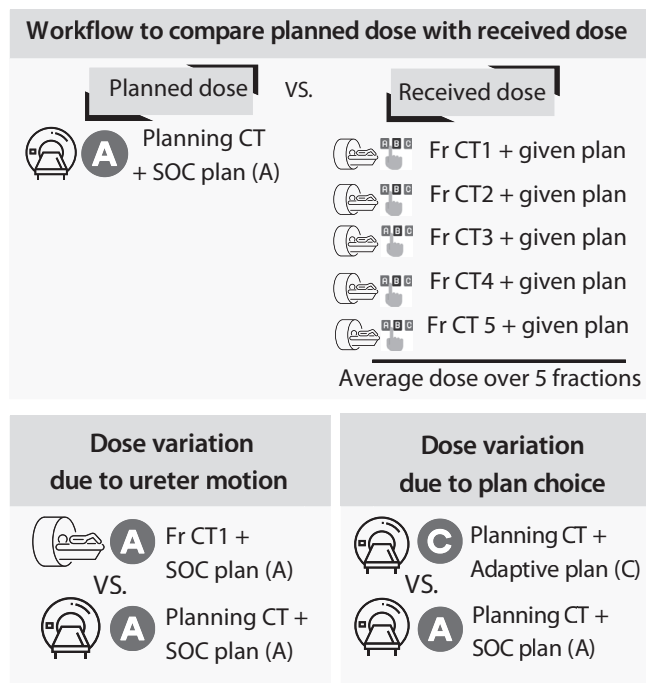 Workflow to compare planned dose with received dose
Planned dose
VS.
Received dose
A
Planning CT
+ SOC plan (A)
A B C
Fr CT1 + given plan
A B C
Fr CT2 + given plan
A B C
Fr CT3 + given plan
A B C
Fr CT4 + given plan
A B C
Fr CT 5 + given plan
Average dose over 5 fractions
Dose variation
due to ureter motion
A
Fr CT1 +
SOC plan (A)
VS.
A
Planning CT +
SOC plan (A)
Dose variation
due to plan choice
C
Planning CT +
Adaptive plan (C)
VS.
A
Planning CT +
SOC plan (A)